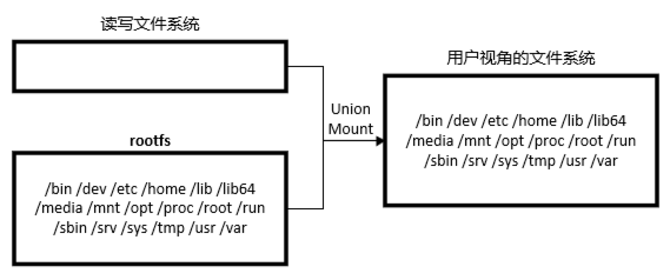 读写文件系统
用户视角的文件系统
Union
Mount
rootfs
/bin /dev /etc /home /lib /lib64
/media /mnt /opt /proc /root /run
/sbin /srv /sys /tmp /usr /var
/bin /dev /etc /home /lib /lib64
/media /mnt /opt /proc /root /run
/sbin /srv /sys /tmp /usr /var